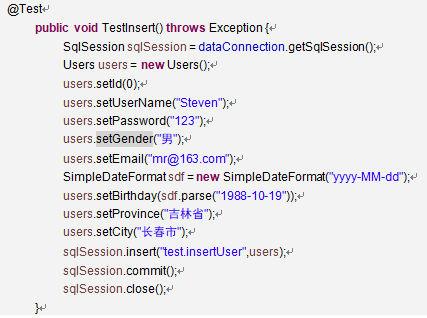 @Test↵
public void TestInsert() throws Exception {↵
SqlSession sqlSession = dataConnection.getSqlSession();↵
Users users = new Users();↵
users.setId(0);↵
users.setUserName("Steven");↵
users.setPassword("123");↵
users.setGender("男");↵
users.setEmail("mr@163.com");↵
SimpleDateFormat sdf = new SimpleDateFormat("yyyy-MM-dd");↵
users.setBirthday(sdf.parse("1988-10-19"));↵
users.setProvince("吉林省");↵
users.setCity("长春市");↵
sqlSession.insert("test.insertUser",users);↵
sqlSession.commit();↵
sqlSession.close();↵
}↵